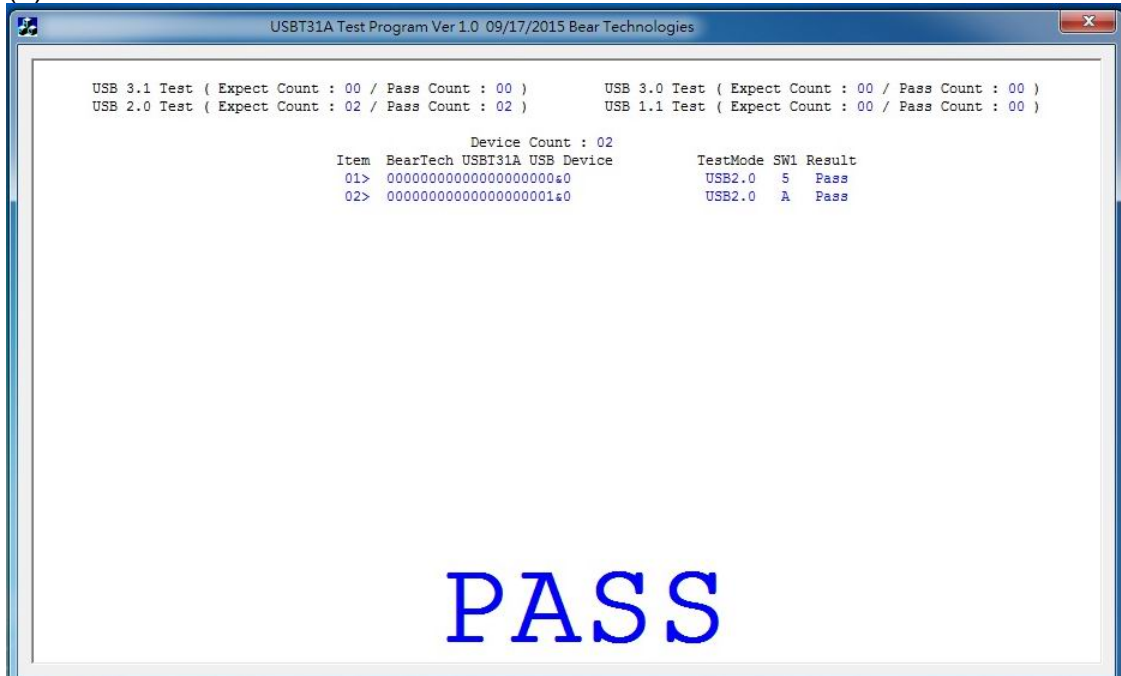 USBT31A Test Program Ver 1.0 09/17/2015 Bear Technologies
USB 3.1 Test ( Expect Count : 00 / Pass Count : 00 ) USB 3.0 Test ( Expect Count : 00 / Pass Count : 00 )
USB 2.0 Test ( Expect Count : 02 / Pass Count : 02 ) USB 1.1 Test ( Expect Count : 00 / Pass Count : 00 )
Device Count : 02
Item BearTech USBT31A USB Device TestMode SW1 Result
01> 00000000000000000000&0 USB2.0 5 Pass
02> 00000000000000000001&0 USB2.0 A Pass
PASS